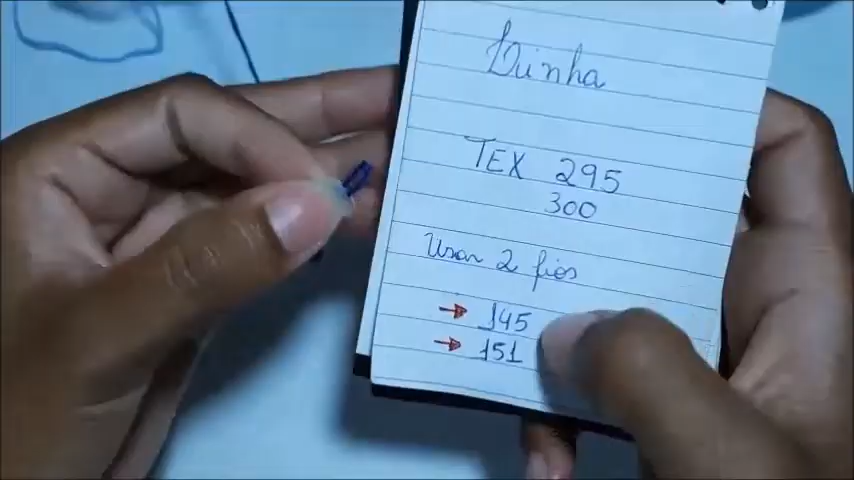 Linha
TEX 295
300
Usar 2 fios
→ 145
→ 151